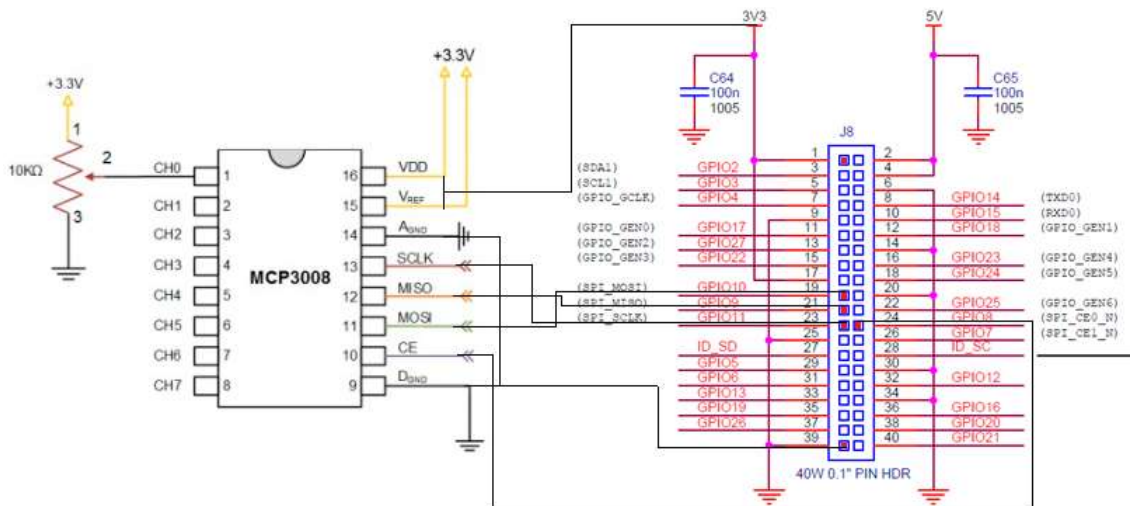 3V3
5V
+3.3V
C64
100n
1005
C65
100n
1005
+3.3V
1
2
3
10KΩ
CH0
CH1
CH2
CH3
CH4
CH5
CH6
CH7
1
2
3
4
5
6
7
8
MCP3008
16
15
14
13
12
11
10
9
VDD
VREF
AGND
SCLK
MISO
MOSI
CE
DGND
J8
1 2
GPIO2 3 4
GPIO3 5 6
GPIO4 7 8 GPIO14
9 10 GPIO15
GPIO17 11 12 GPIO18
GPIO27 13 14
GPIO22 15 16 GPIO23
17 18 GPIO24
GPIO10 19 20
GPIO9 21 22 GPIO25
GPIO11 23 24 GPIO8
25 26 GPIO7
ID_SD 27 28 ID_SC
GPIO5 29 30
GPIO6 31 32 GPIO12
GPIO13 33 34
GPIO19 35 36 GPIO16
GPIO26 37 38 GPIO20
39 40 GPIO21
(SDA1)
(SCL1)
(GPIO_GCLK)
(GPIO_GEN0)
(GPIO_GEN2)
(GPIO_GEN3)
(SPI_MOSI)
(SPI_MISO)
(SPI_SCLK)
(TXD0)
(RXD0)
(GPIO_GEN1)
(GPIO_GEN4)
(GPIO_GEN5)
(GPIO_GEN6)
(SPI_CE0_N)
(SPI_CE1_N)
40W 0.1" PIN HDR